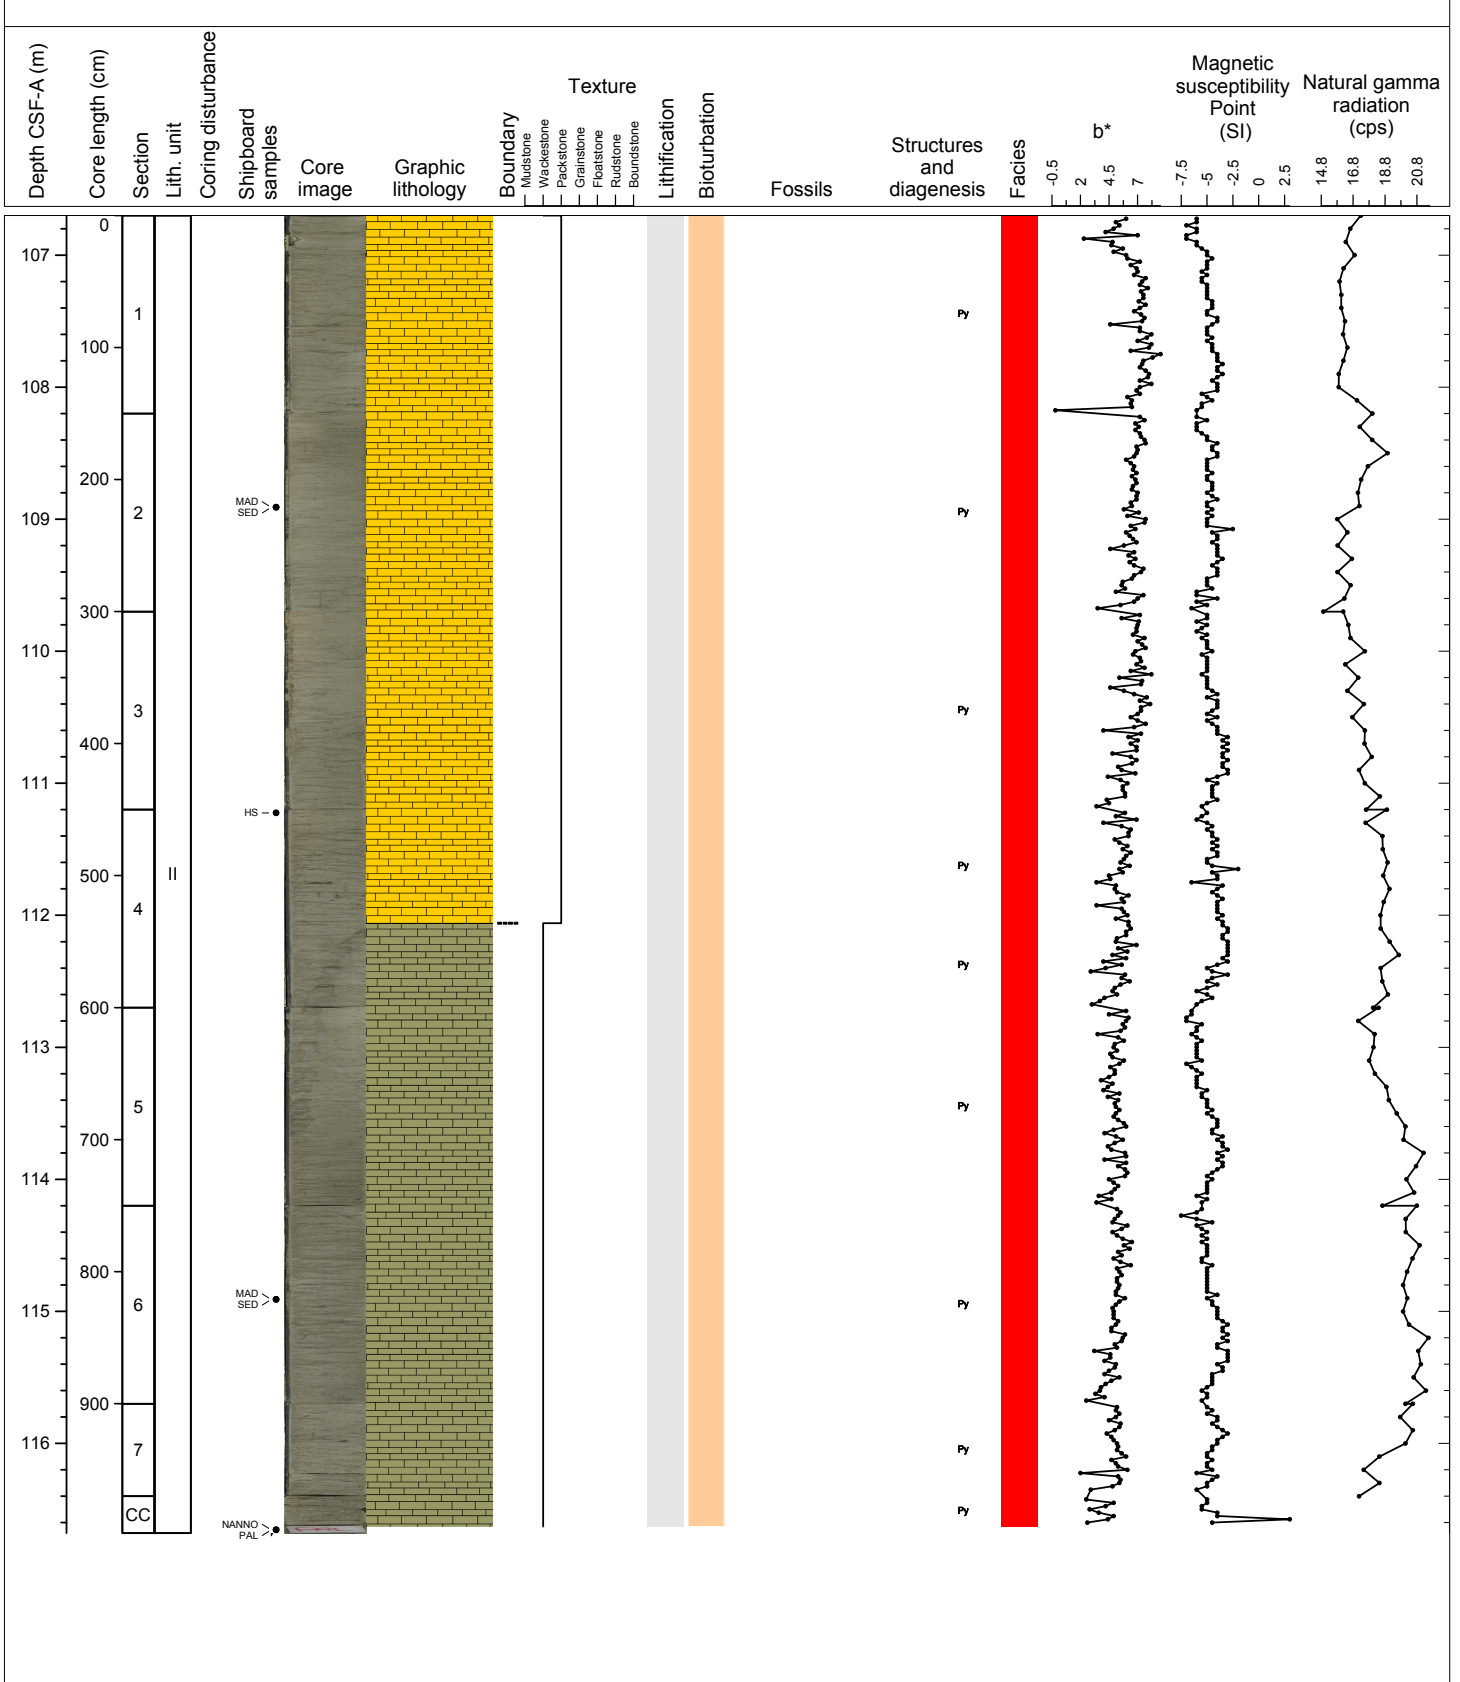 Depth CSF-A (m)
Core length (cm)
Section
Lith. unit
Coring disturbance
Shipboard
samples
Core
image
Graphic
lithology
Boundary
Texture
Mudstone
Wackestone
Packstone
Grainstone
Floatstone
Rudstone
Boundstone
Lithification
Bioturbation
Fossils
Structures
and
diagenesis
Facies
b*
-0.5
2
4.5
7
Magnetic
susceptibility
Point
(SI)
-7.5
-5
-2.5
0
2.5
Natural gamma
radiation
(cps)
14.8
16.8
18.8
20.8
107
108
109
110
111
112
113
114
115
116
0
100
200
300
400
500
600
700
800
900
1
2
3
4
5
6
7
CC
II
MAD
SED
HS
MAD
SED
NANNO
PAL
Py
Py
Py
Py
Py
Py
Py
Py
Py